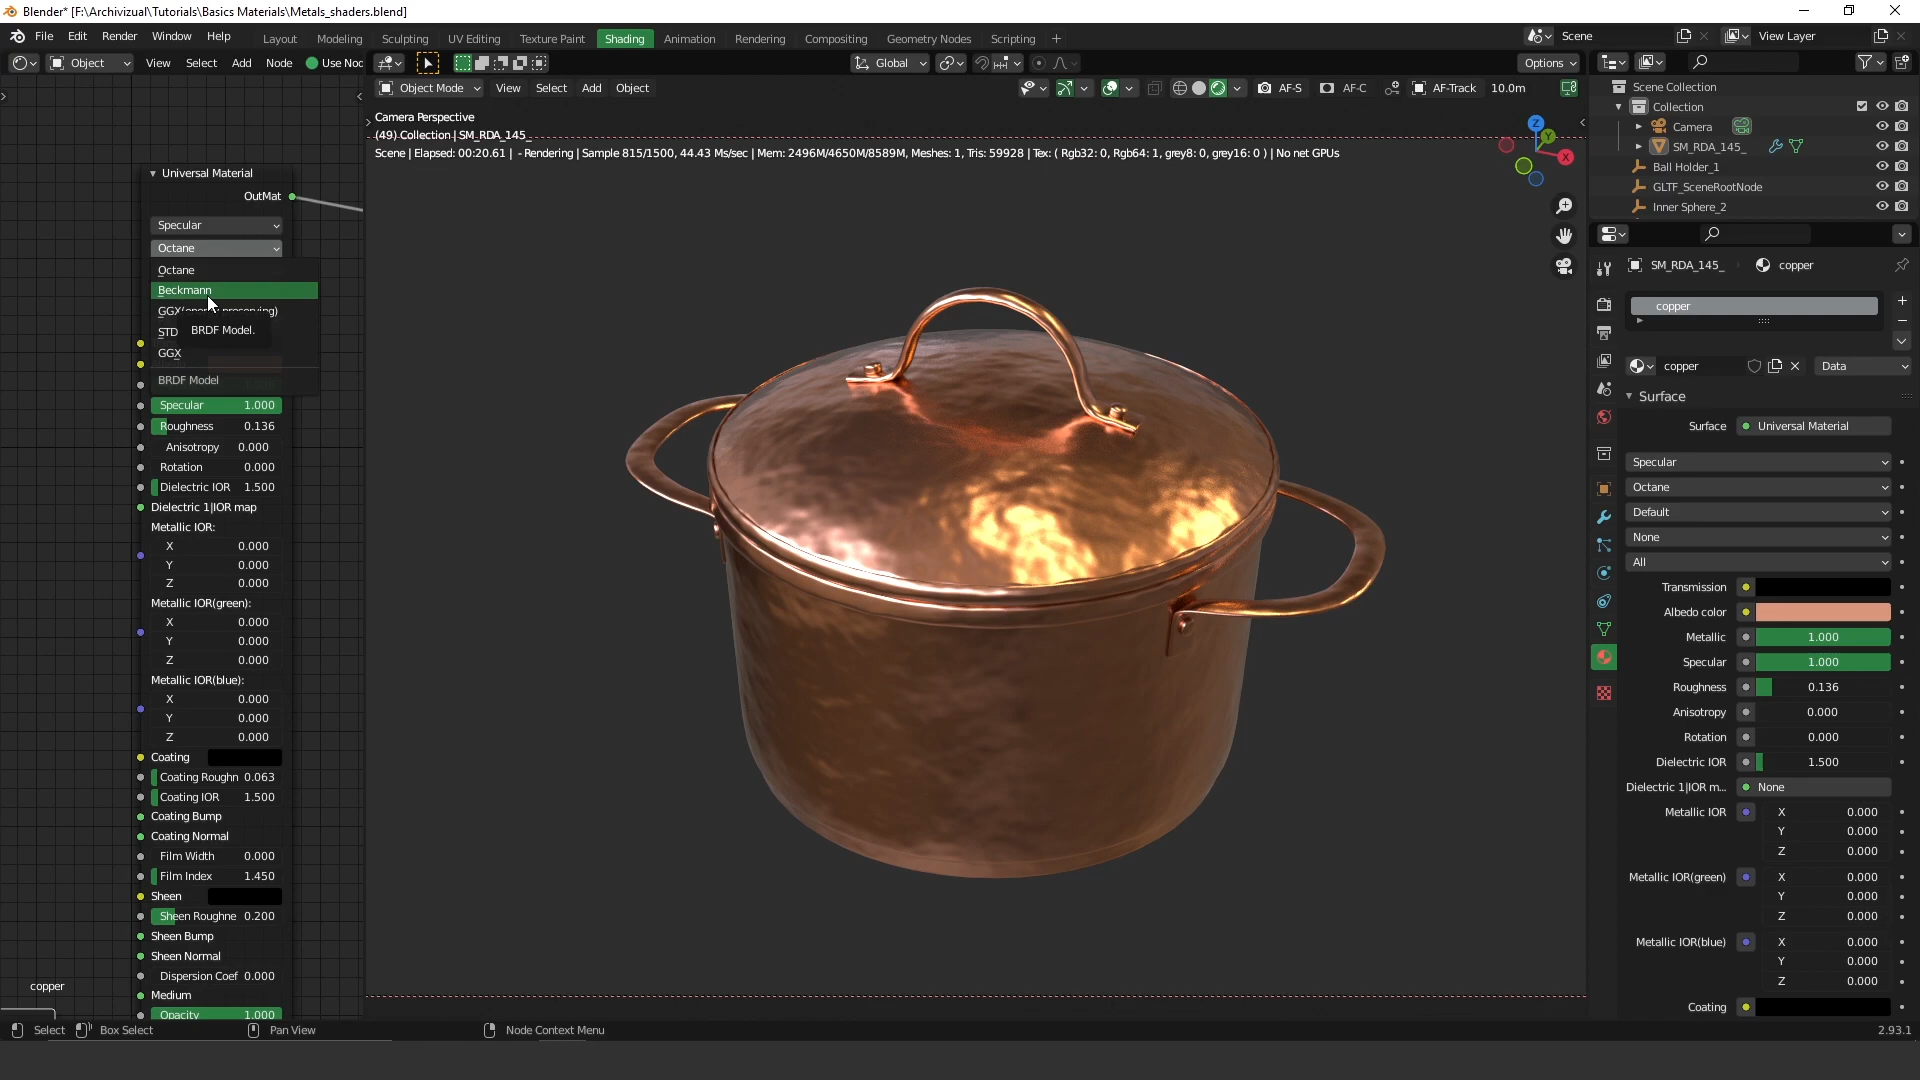 Blender* [F:\Archivizual\Tutorials\Basics Materials\Metals_shaders.blend]
File Edit Render Window Help Layout Modeling Sculpting UV Editing Texture Paint Shading Animation Rendering Compositing Geometry Nodes Scripting + Scene View Layer
Object View Select Add Node Use Nod Global Options
Object Mode View Select Add Object AF-S AF-C AF-Track 10.0m
Camera Perspective
(49) Collection | SM_RDA_145_
Scene | Elapsed: 00:20.61 | - Rendering | Sample 815/1500, 44.43 Ms/sec | Mem: 2496M/4650M/8589M, Meshes: 1, Tris: 59928 | Tex: ( Rgb32: 0, Rgb64: 1, grey8: 0, grey16: 0 ) | No net GPUs
Z
Y
X
Universal Material
OutMat
Specular
Octane
Octane
Beckmann
GGX(energy preserving)
STD
BRDF Model.
GGX
BRDF Model
Specular 1.000
Roughness 0.136
Anisotropy 0.000
Rotation 0.000
Dielectric IOR 1.500
Dielectric 1|IOR map
Metallic IOR:
X 0.000
Y 0.000
Z 0.000
Metallic IOR(green):
X 0.000
Y 0.000
Z 0.000
Metallic IOR(blue):
X 0.000
Y 0.000
Z 0.000
Coating
Coating Roughn 0.063
Coating IOR 1.500
Coating Bump
Coating Normal
Film Width 0.000
Film Index 1.450
Sheen
Sheen Roughne 0.200
Sheen Bump
Sheen Normal
Dispersion Coef 0.000
Medium
Opacity 1.000
copper
Scene Collection
Collection
Camera
SM_RDA_145_
Ball Holder_1
GLTF_SceneRootNode
Inner Sphere_2
SM_RDA_145_ copper
copper
copper Data
Surface
Surface Universal Material
Specular
Octane
Default
None
All
Transmission
Albedo color
Metallic 1.000
Specular 1.000
Roughness 0.136
Anisotropy 0.000
Rotation 0.000
Dielectric IOR 1.500
Dielectric 1|IOR m... None
Metallic IOR X 0.000
Y 0.000
Z 0.000
Metallic IOR(green) X 0.000
Y 0.000
Z 0.000
Metallic IOR(blue) X 0.000
Y 0.000
Z 0.000
Coating
Select Box Select Pan View Node Context Menu 2.93.1